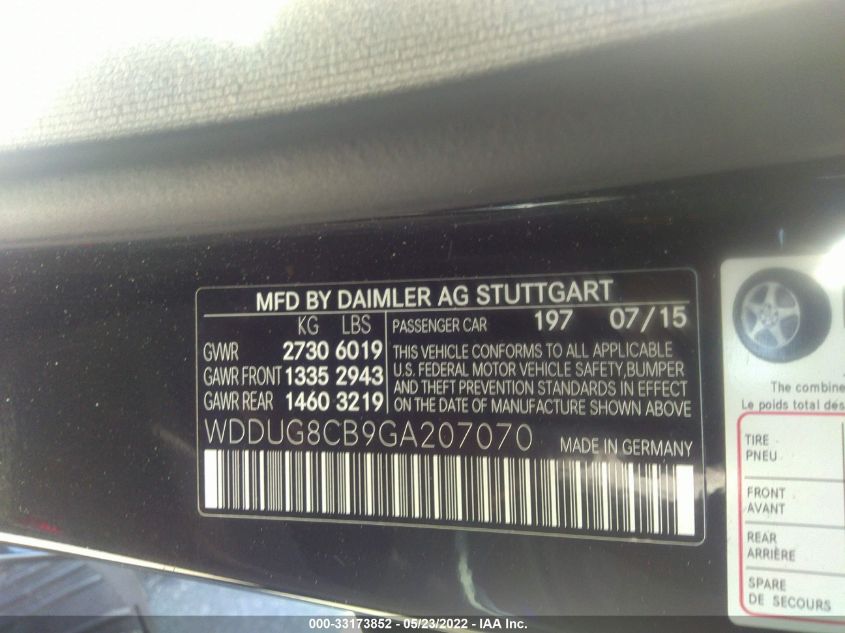 MFD BY DAIMLER AG STUTTGART
KG LBS
PASSENGER CAR 197 07/15
GVWR 2730 6019
GAWR FRONT 1335 2943
GAWR REAR 1460 3219
THIS VEHICLE CONFORMS TO ALL APPLICABLE
U.S. FEDERAL MOTOR VEHICLE SAFETY,BUMPER
AND THEFT PREVENTION STANDARDS IN EFFECT
ON THE DATE OF MANUFACTURE SHOWN ABOVE
WDDUG8CB9GA207070 MADE IN GERMANY
The combine
Le poids total des
TIRE
PNEU
FRONT
AVANT
REAR
ARRIÈRE
SPARE
DE SECOURS
000-33173852 - 05/23/2022 - IAA Inc.